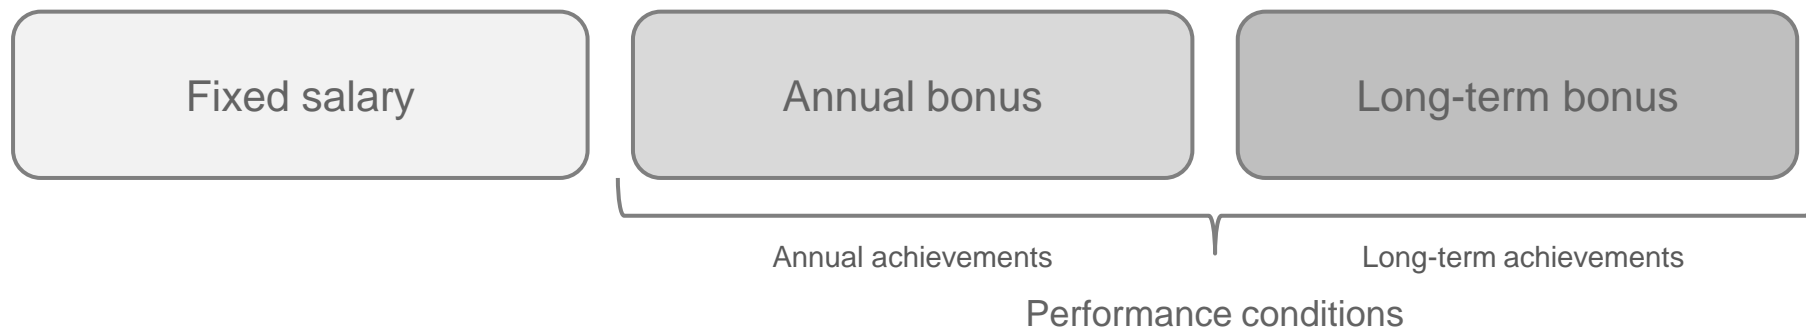 Fixed salary
Annual bonus
Long-term bonus
Annual achievements
Long-term achievements
Performance conditions